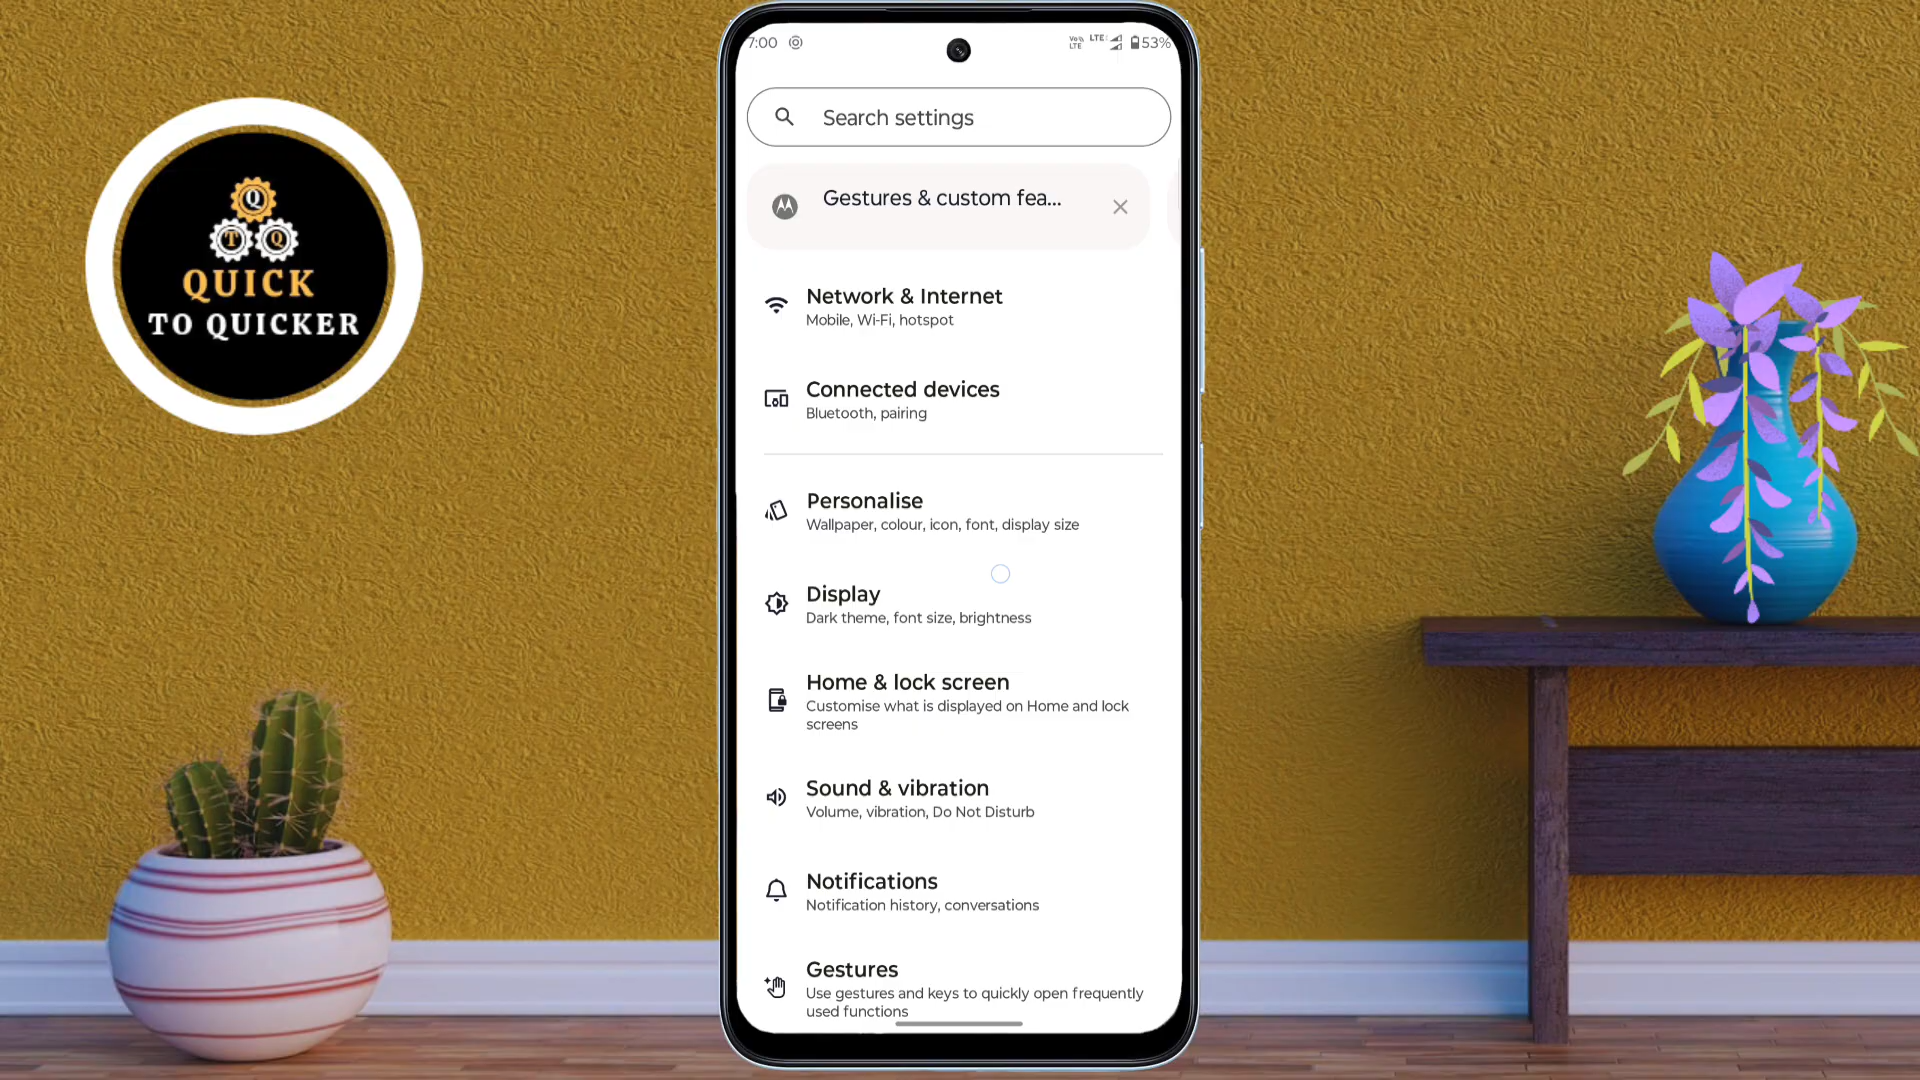 7:00
Vo
LTE
LTE
53%
Search settings
Gestures & custom fea...
Network & Internet
Mobile, Wi-Fi, hotspot
Connected devices
Bluetooth, pairing
Personalise
Wallpaper, colour, icon, font, display size
Display
Dark theme, font size, brightness
Home & lock screen
Customise what is displayed on Home and lock
screens
Sound & vibration
Volume, vibration, Do Not Disturb
Notifications
Notification history, conversations
Gestures
Use gestures and keys to quickly open frequently
used functions
Q
T Q
QUICK
TO QUICKER